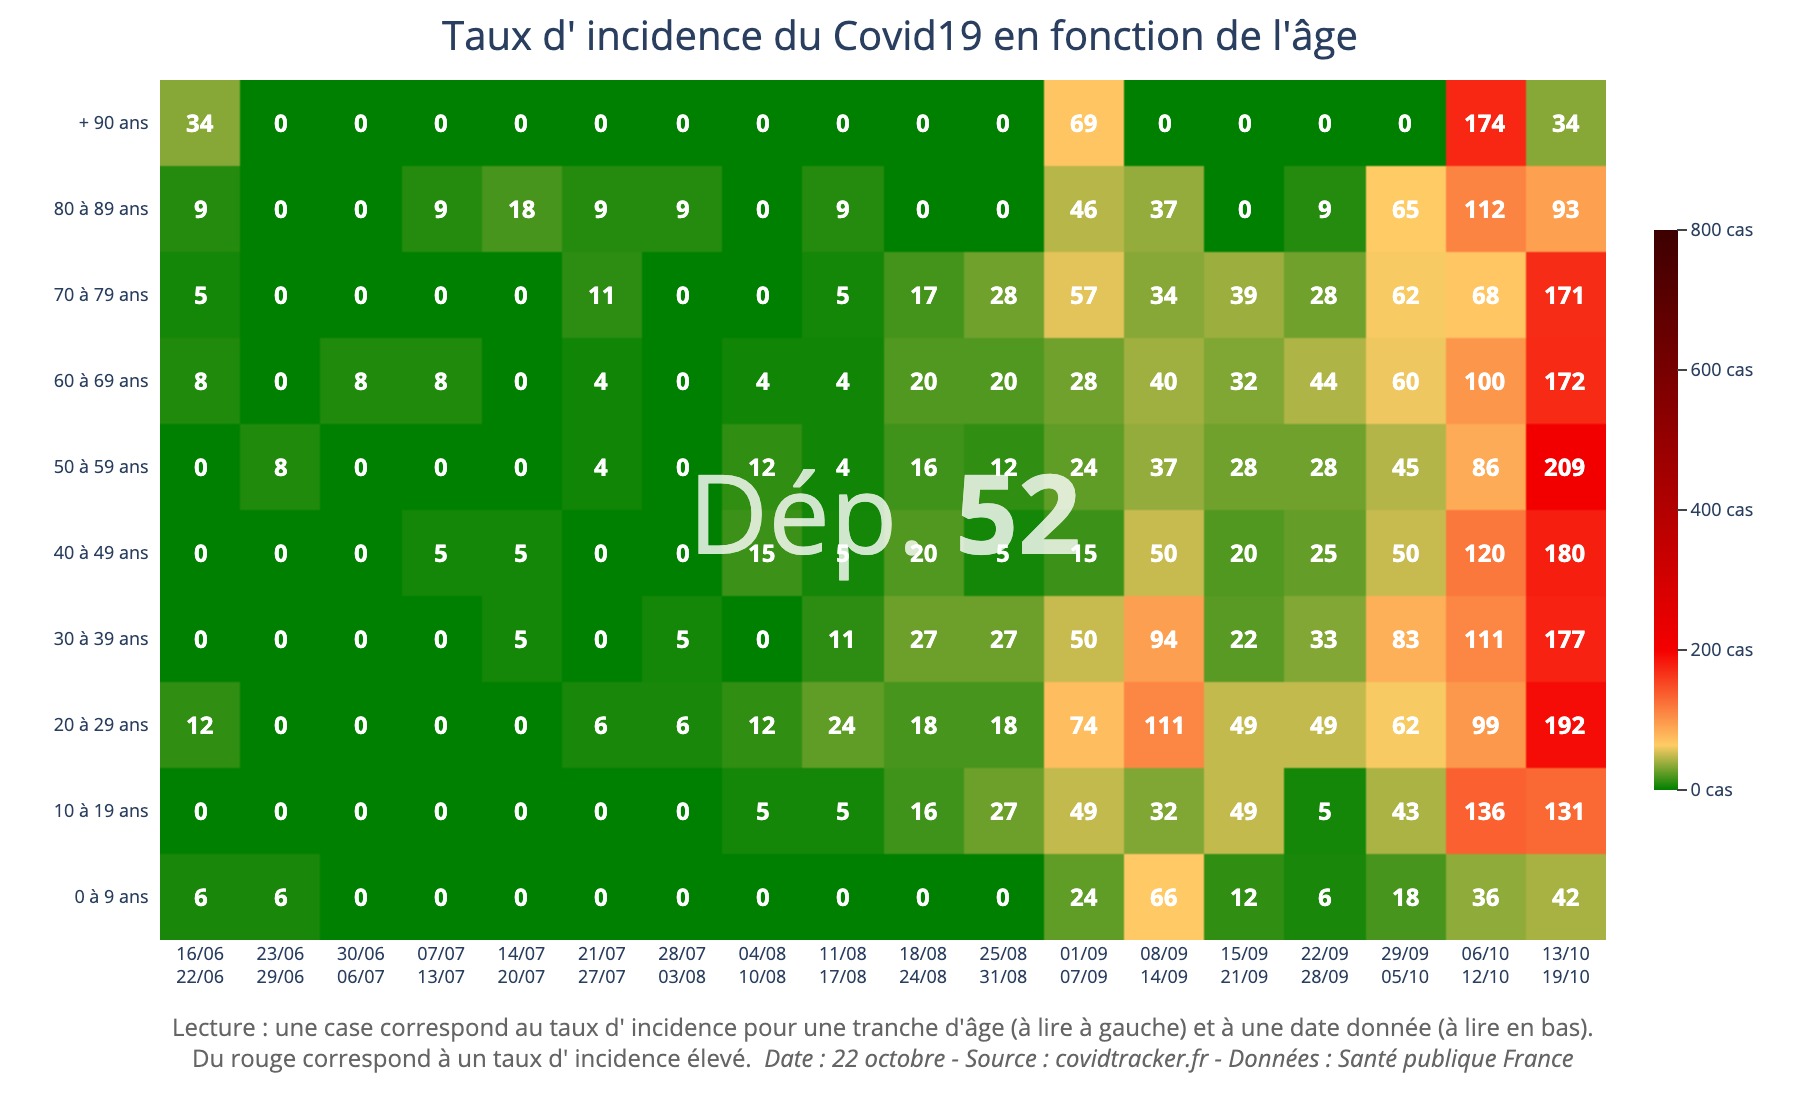 Taux d' incidence du Covid19 en fonction de l'âge
+ 90 ans 34 0 0 0 0 0 0 0 0 0 0 69 0 0 0 0 174 34
80 à 89 ans 9 0 0 9 18 9 9 0 9 0 0 46 37 0 9 65 112 93
70 à 79 ans 5 0 0 0 0 11 0 0 5 17 28 57 34 39 28 62 68 171
60 à 69 ans 8 0 8 8 0 4 0 4 4 20 20 28 40 32 44 60 100 172
50 à 59 ans 0 8 0 0 0 4 0 12 4 16 12 24 37 28 28 45 86 209
Dép. 52
40 à 49 ans 0 0 0 5 5 0 0 15 5 20 5 15 50 20 25 50 120 180
30 à 39 ans 0 0 0 0 5 0 5 0 11 27 27 50 94 22 33 83 111 177
20 à 29 ans 12 0 0 0 0 6 6 12 24 18 18 74 111 49 49 62 99 192
10 à 19 ans 0 0 0 0 0 0 0 5 5 16 27 49 32 49 5 43 136 131
0 à 9 ans 6 6 0 0 0 0 0 0 0 0 0 24 66 12 6 18 36 42
16/06 23/06 30/06 07/07 14/07 21/07 28/07 04/08 11/08 18/08 25/08 01/09 08/09 15/09 22/09 29/09 06/10 13/10
22/06 29/06 06/07 13/07 20/07 27/07 03/08 10/08 17/08 24/08 31/08 07/09 14/09 21/09 28/09 05/10 12/10 19/10
800 cas
600 cas
400 cas
200 cas
0 cas
Lecture : une case correspond au taux d' incidence pour une tranche d'âge (à lire à gauche) et à une date donnée (à lire en bas).
Du rouge correspond à un taux d' incidence élevé. Date : 22 octobre - Source : covidtracker.fr - Données : Santé publique France